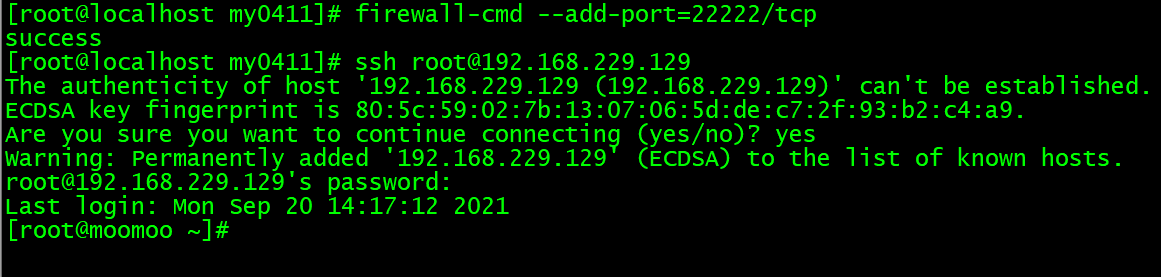 [root@localhost my0411]# firewall-cmd --add-port=22222/tcp
success
[root@localhost my0411]# ssh root@192.168.229.129
The authenticity of host '192.168.229.129 (192.168.229.129)' can't be established.
ECDSA key fingerprint is 80:5c:59:02:7b:13:07:06:5d:de:c7:2f:93:b2:c4:a9.
Are you sure you want to continue connecting (yes/no)? yes
Warning: Permanently added '192.168.229.129' (ECDSA) to the list of known hosts.
root@192.168.229.129's password:
Last login: Mon Sep 20 14:17:12 2021
[root@moomoo ~]#